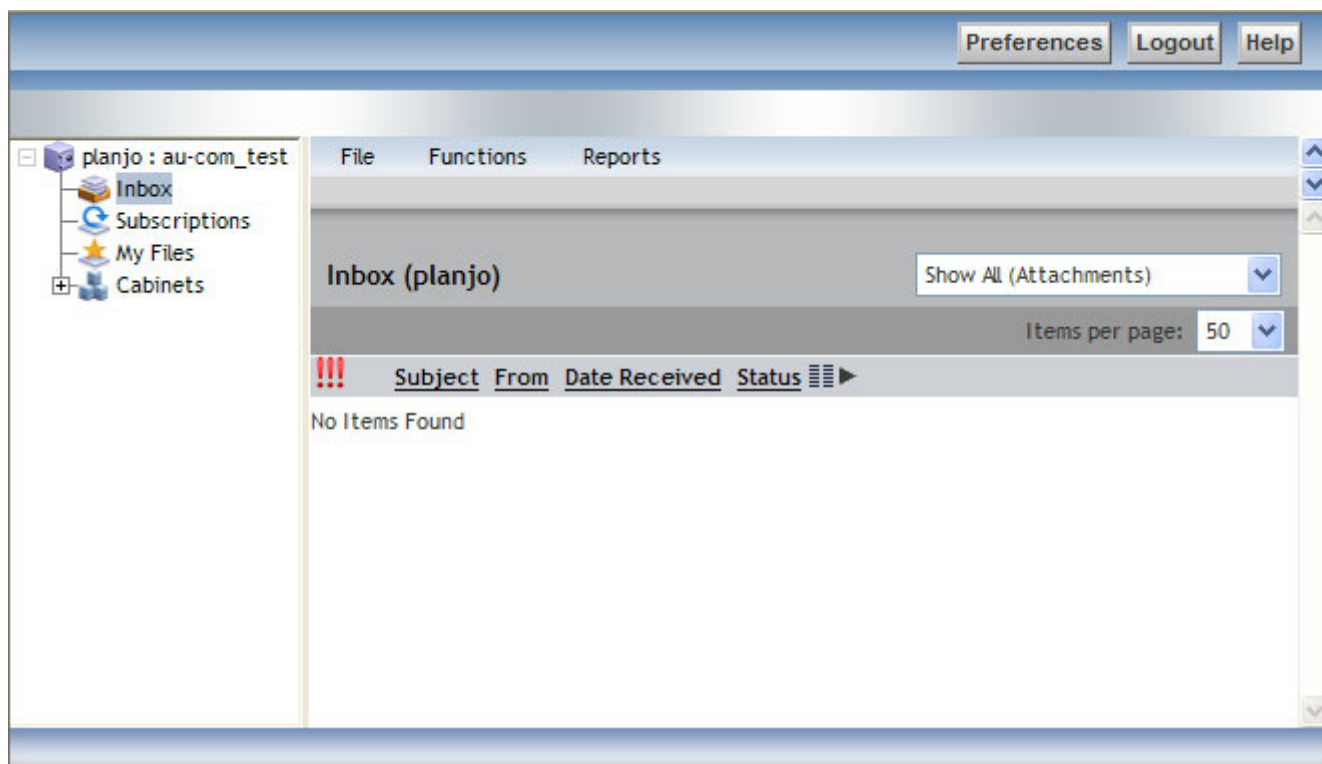 Preferences Logout Help
planjo : au-com_test
Inbox
Subscriptions
My Files
Cabinets
File Functions Reports
Inbox (planjo)
Show All (Attachments)
Items per page: 50
!!! Subject From Date Received Status
No Items Found